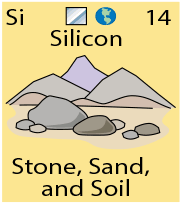 Si 14
Silicon
Stone, Sand,
and Soil